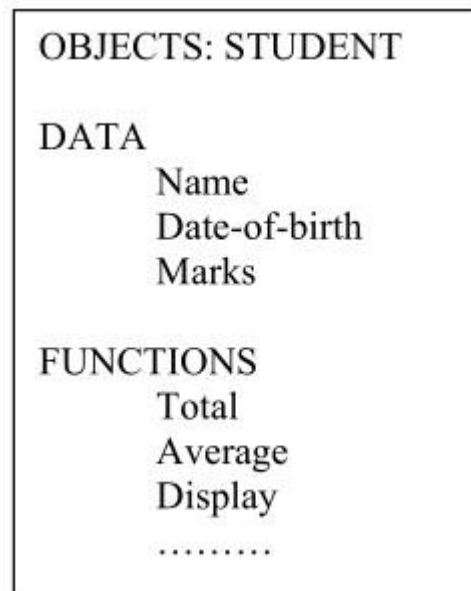 OBJECTS: STUDENT
DATA
Name
Date-of-birth
Marks
FUNCTIONS
Total
Average
Display
………